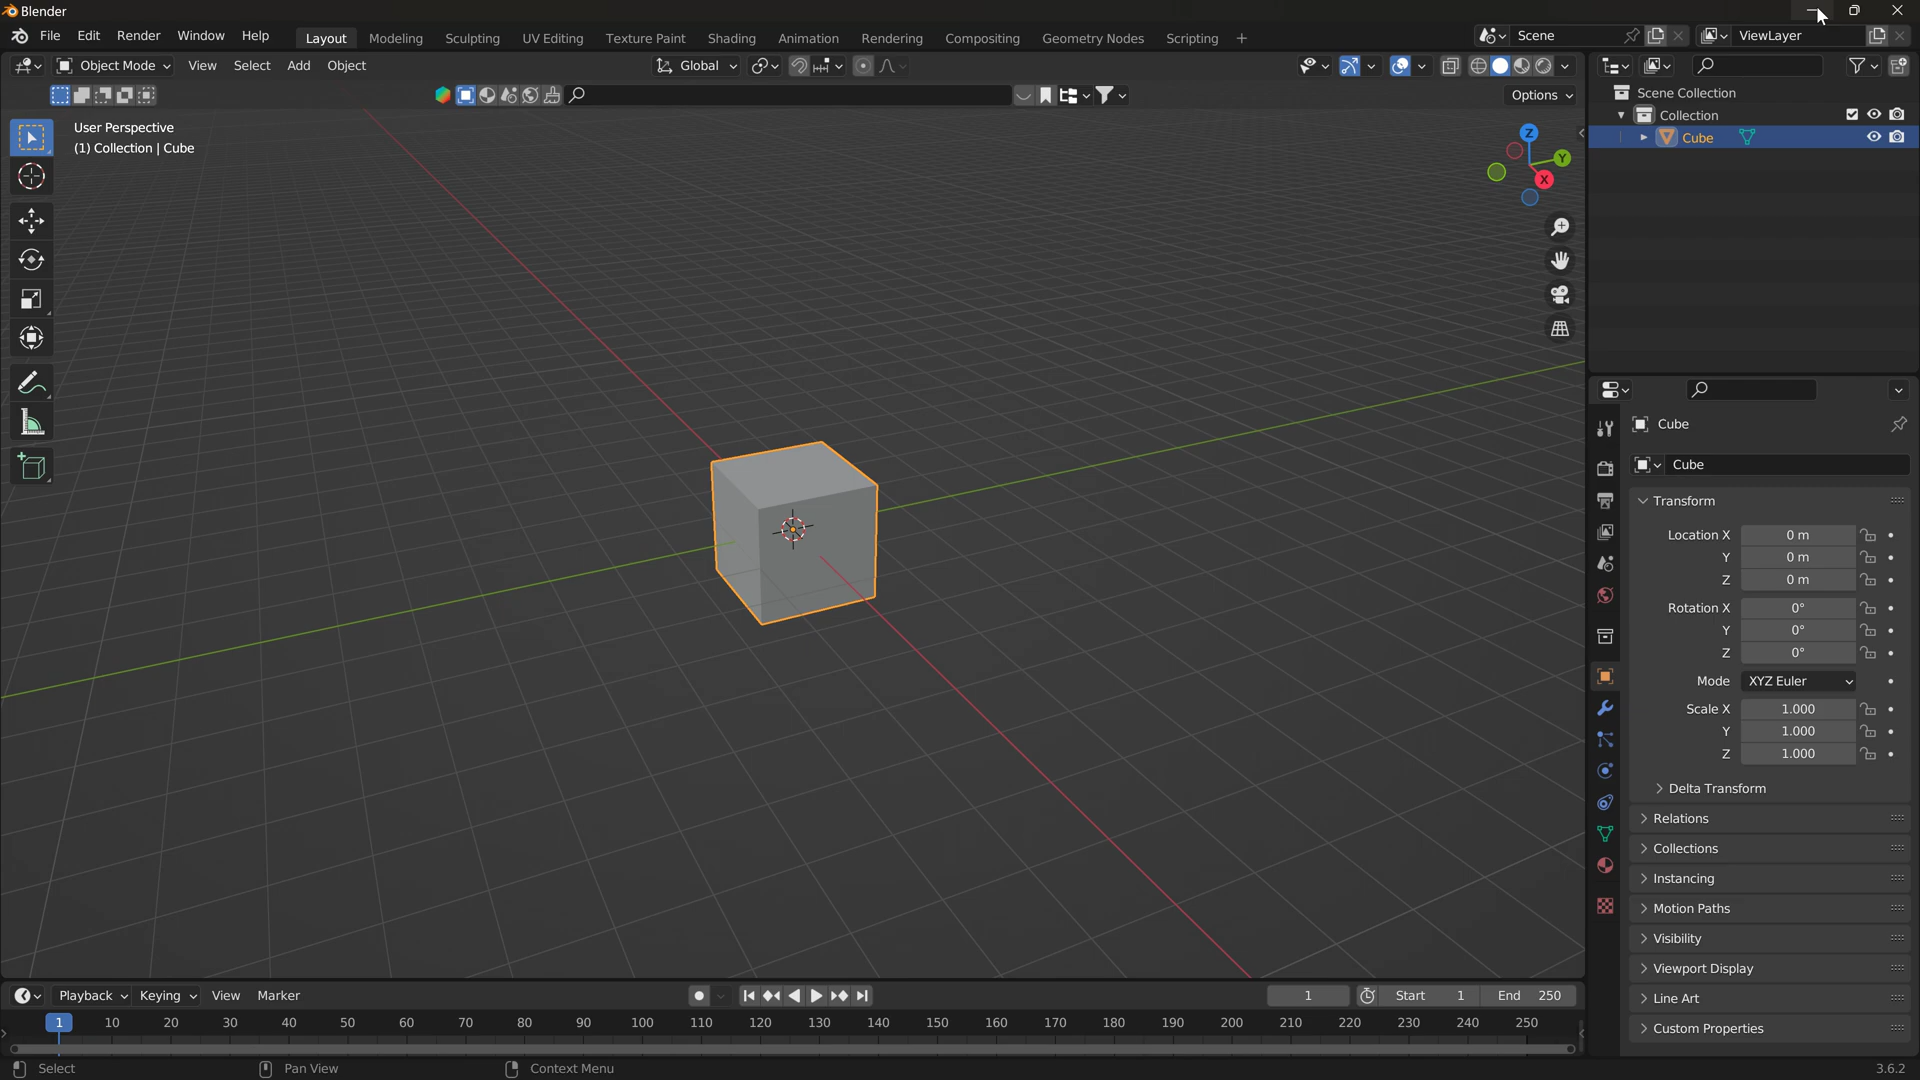 Blender
File Edit Render Window Help Layout Modeling Sculpting UV Editing Texture Paint Shading Animation Rendering Compositing Geometry Nodes Scripting + Scene ViewLayer
Object Mode View Select Add Object Global
Options
User Perspective
(1) Collection | Cube
Z
Y
X
Scene Collection
Collection
Cube
Cube
Cube
Transform
Location X 0 m
Y 0 m
Z 0 m
Rotation X 0°
Y 0°
Z 0°
Mode XYZ Euler
Scale X 1.000
Y 1.000
Z 1.000
Delta Transform
Relations
Collections
Instancing
Motion Paths
Visibility
Viewport Display
Line Art
Custom Properties
Playback Keying View Marker 1 Start 1 End 250
1 10 20 30 40 50 60 70 80 90 100 110 120 130 140 150 160 170 180 190 200 210 220 230 240 250
Select Pan View Context Menu 3.6.2